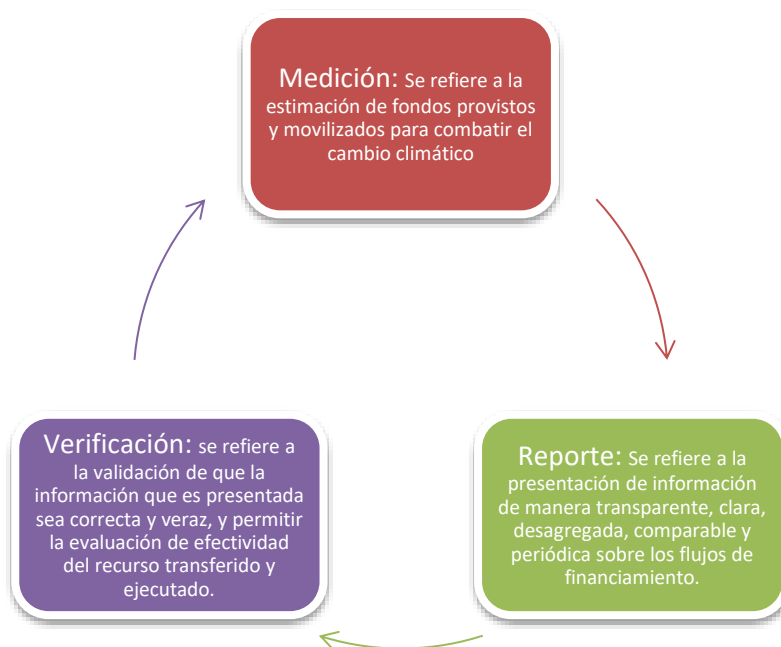 Medición: Se refiere a la
estimación de fondos provistos
y movilizados para combatir el
cambio climático
Verificación: se refiere a
la validación de que la
información que es presentada
sea correcta y veraz, y permitir
la evaluación de efectividad
del recurso transferido y
ejecutado.
Reporte: Se refiere a la
presentación de información
de manera transparente, clara,
desagregada, comparable y
periódica sobre los flujos de
financiamiento.